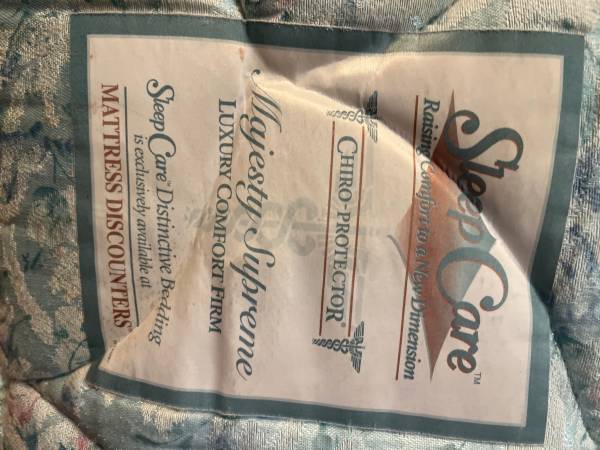 SleepCare™
Raising Comfort to a New Dimension
CHIRO-PROTECTOR®
Majesty Supreme
LUXURY COMFORT FIRM
SleepCare™ Distinctive Bedding
is exclusively available at
MATTRESS DISCOUNTERS